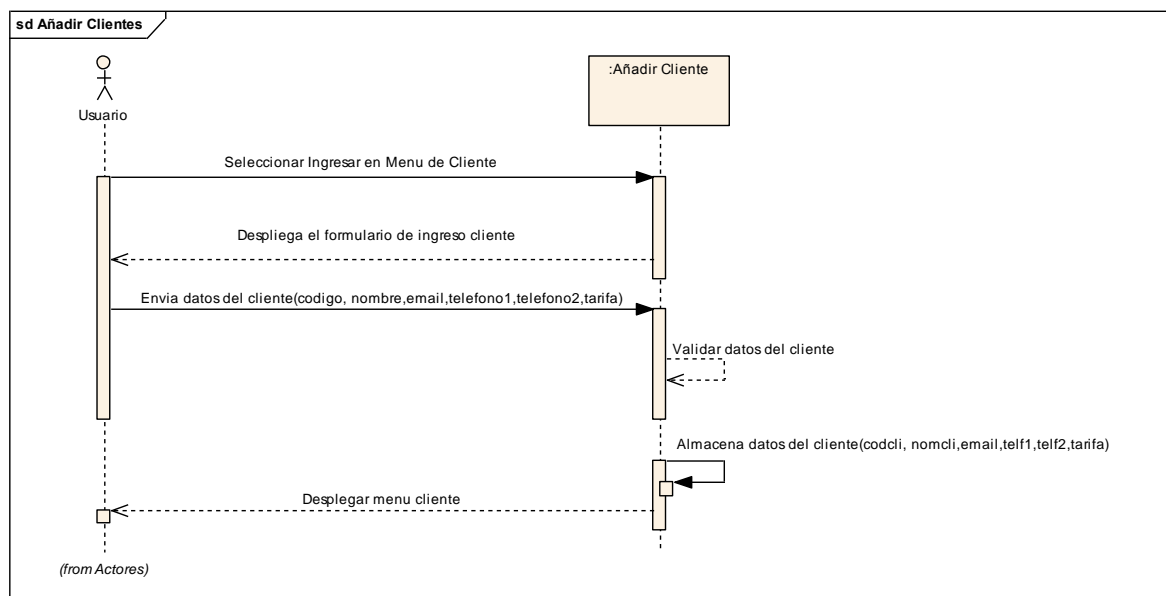 sd Añadir Clientes
:Añadir Cliente
Usuario
Seleccionar Ingresar en Menu de Cliente
Despliega el formulario de ingreso cliente
Envia datos del cliente(codigo, nombre,email,telefono1,telefono2,tarifa)
Validar datos del cliente
Almacena datos del cliente(codcli, nomcli,email,telf1,telf2,tarifa)
Desplegar menu cliente
(from Actores)